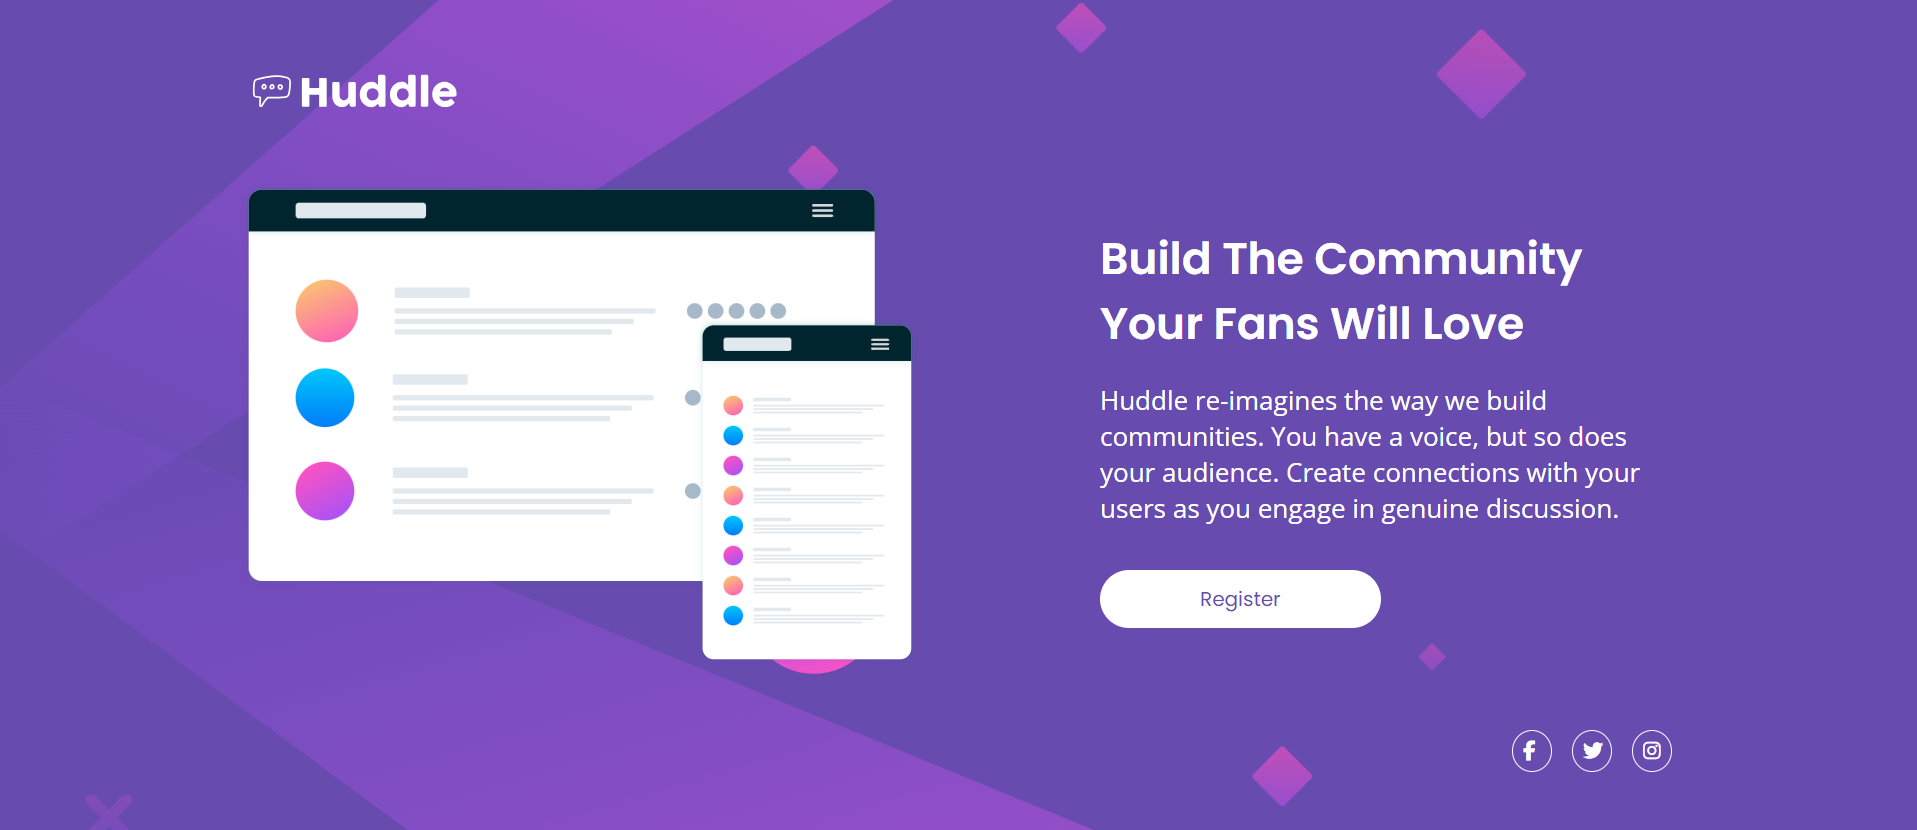 Huddle
Build The Community
Your Fans Will Love
Huddle re-imagines the way we build
communities. You have a voice, but so does
your audience. Create connections with your
users as you engage in genuine discussion.
Register